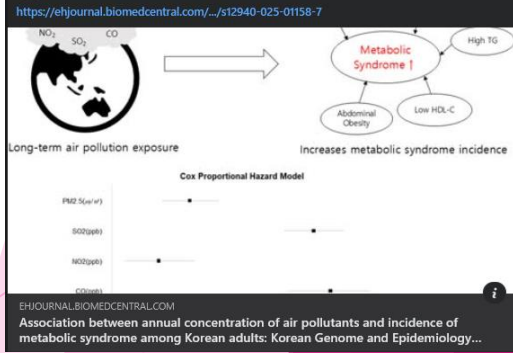 https://ehjournal.biomedcentral.com/.../s12940-025-01158-7
NO2 SO2 CO
Metabolic
Syndrome ↑
High TG
Abdominal
Obesity
Low HDL-C
Long-term air pollution exposure
Increases metabolic syndrome incidence
Cox Proportional Hazard Model
PM2.5(㎍/㎥)
SO2(ppb)
NO2(ppb)
CO(ppb)
i
EHJOURNAL.BIOMEDCENTRAL.COM
Association between annual concentration of air pollutants and incidence of
metabolic syndrome among Korean adults: Korean Genome and Epidemiology...